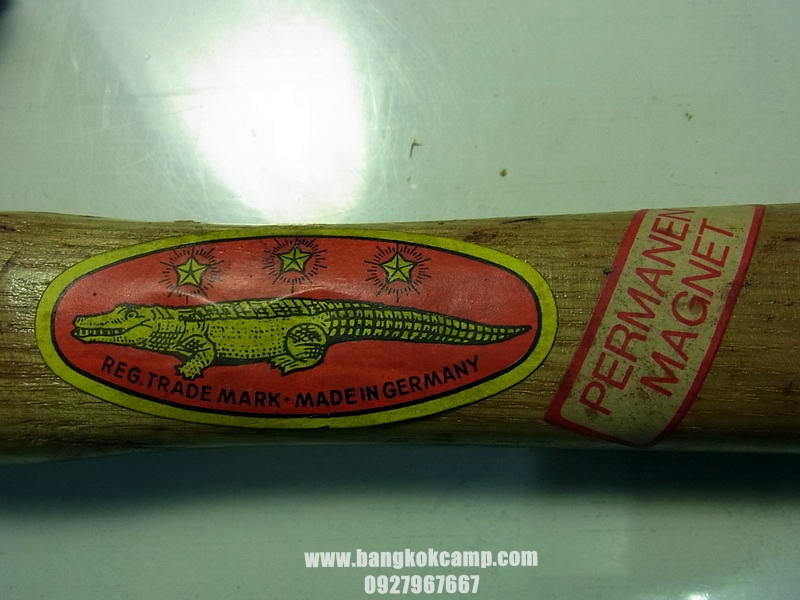 REG. TRADE MARK · MADE IN GERMANY
PERMANEN
MAGNET
www.bangkokcamp.com
0927967667